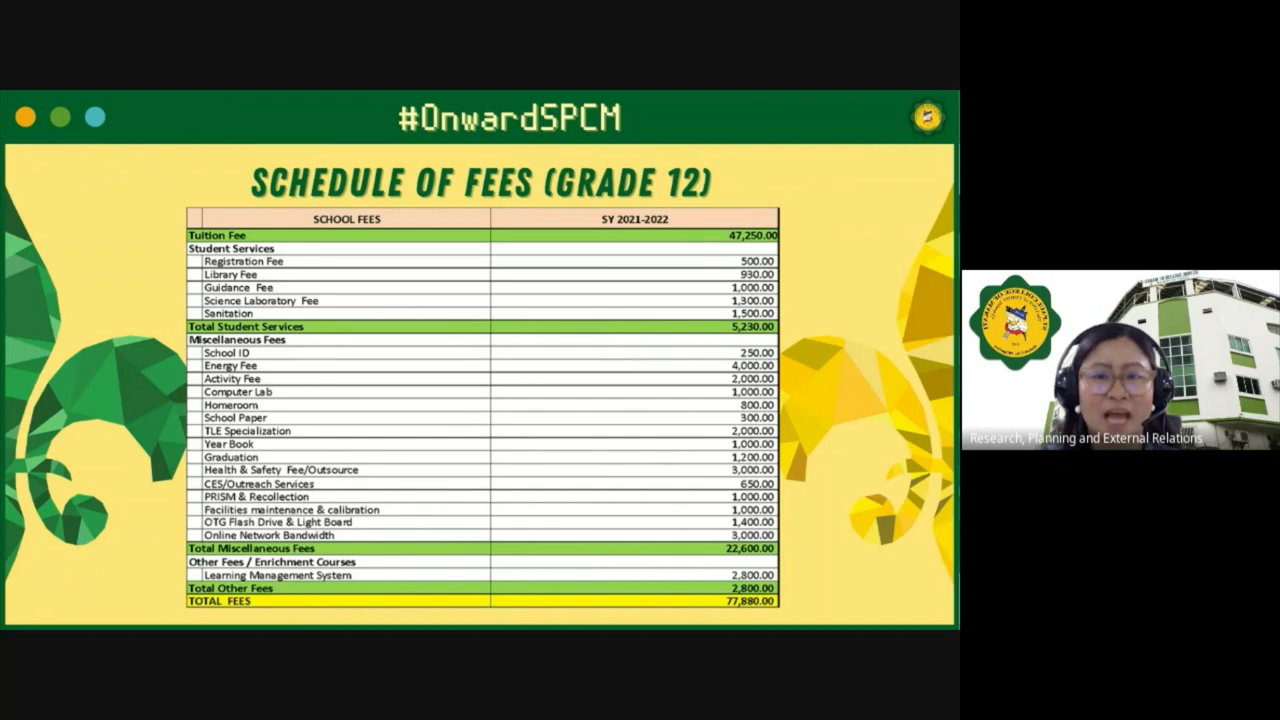 #OnwardSPCM
SCHEDULE OF FEES (GRADE 12)
SCHOOL FEES SY 2021-2022
Tuition Fee 47,250.00
Student Services
Registration Fee 500.00
Library Fee 930.00
Guidance Fee 1,000.00
Science Laboratory Fee 1,300.00
Sanitation 1,500.00
Total Student Services 5,230.00
Miscellaneous Fees
School ID 250.00
Energy Fee 4,000.00
Activity Fee 2,000.00
Computer Lab 1,000.00
Homeroom 800.00
School Paper 300.00
TLE Specialization 2,000.00
Year Book 1,000.00
Graduation 1,200.00
Health & Safety Fee/Outsource 3,000.00
CES/Outreach Services 650.00
PRISM & Recollection 1,000.00
Facilities maintenance & calibration 1,000.00
OTG Flash Drive & Light Board 1,400.00
Online Network Bandwidth 3,000.00
Total Miscellaneous Fees 22,600.00
Other Fees / Enrichment Courses
Learning Management System 2,800.00
Total Other Fees 2,800.00
TOTAL FEES 77,880.00
Research, Planning and External Relations